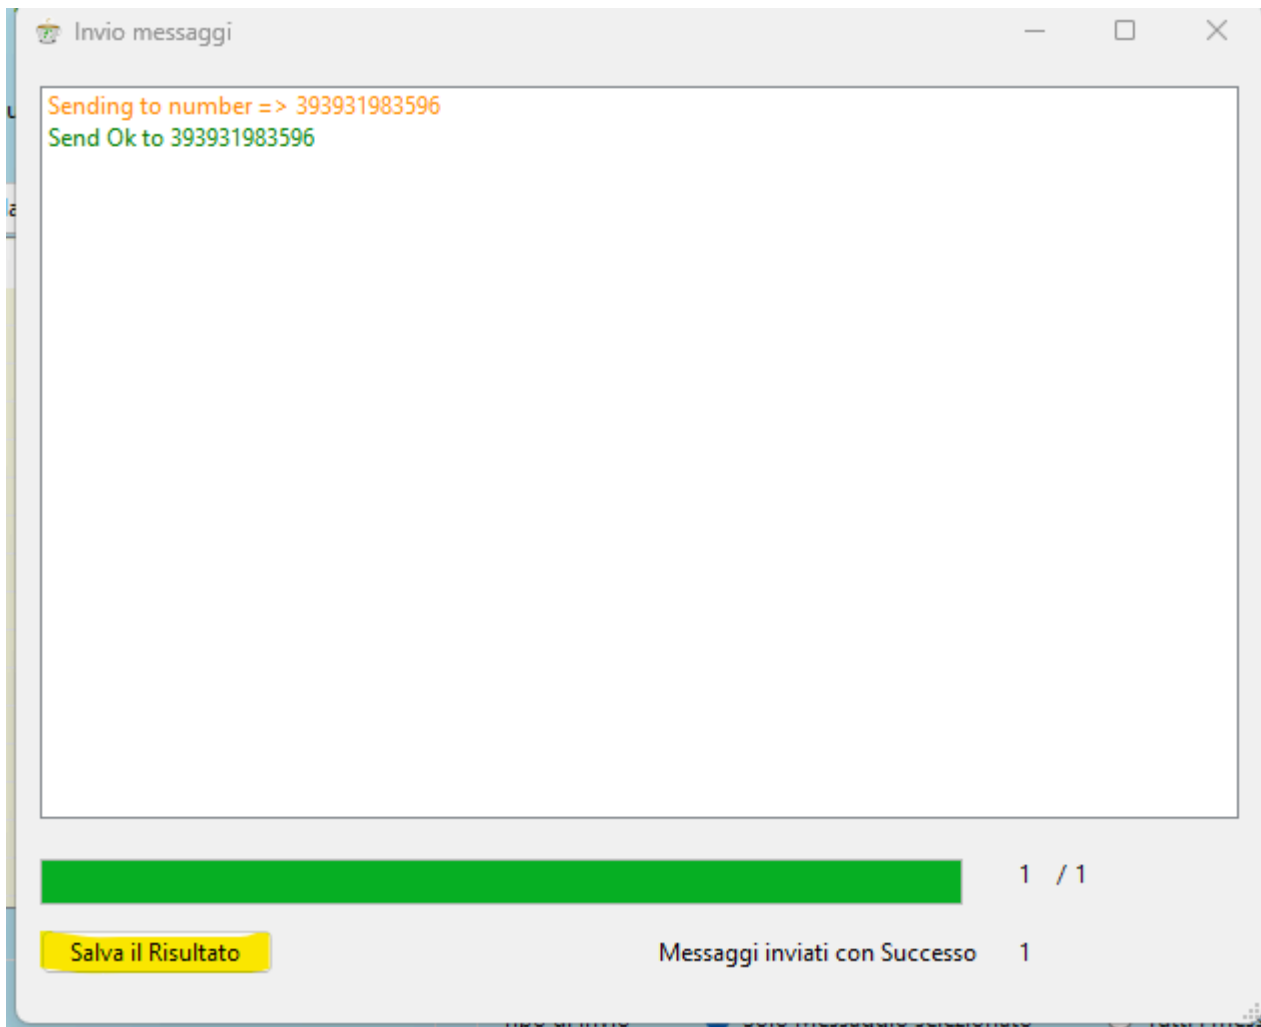 Invio messaggi
Sending to number => 393931983596
Send Ok to 393931983596
1 / 1
Salva il Risultato
Messaggi inviati con Successo 1